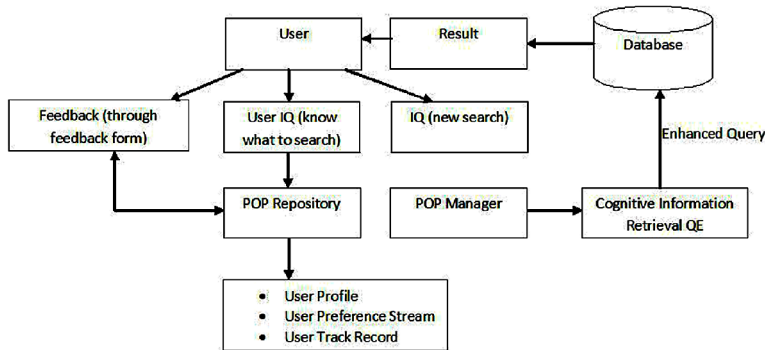 User
Result
Database
Feedback (through
feedback form)
User IQ (know
what to search)
IQ (new search)
Enhanced Query
POP Repository
POP Manager
Cognitive Information
Retrieval QE
• User Profile
• User Preference Stream
• User Track Record